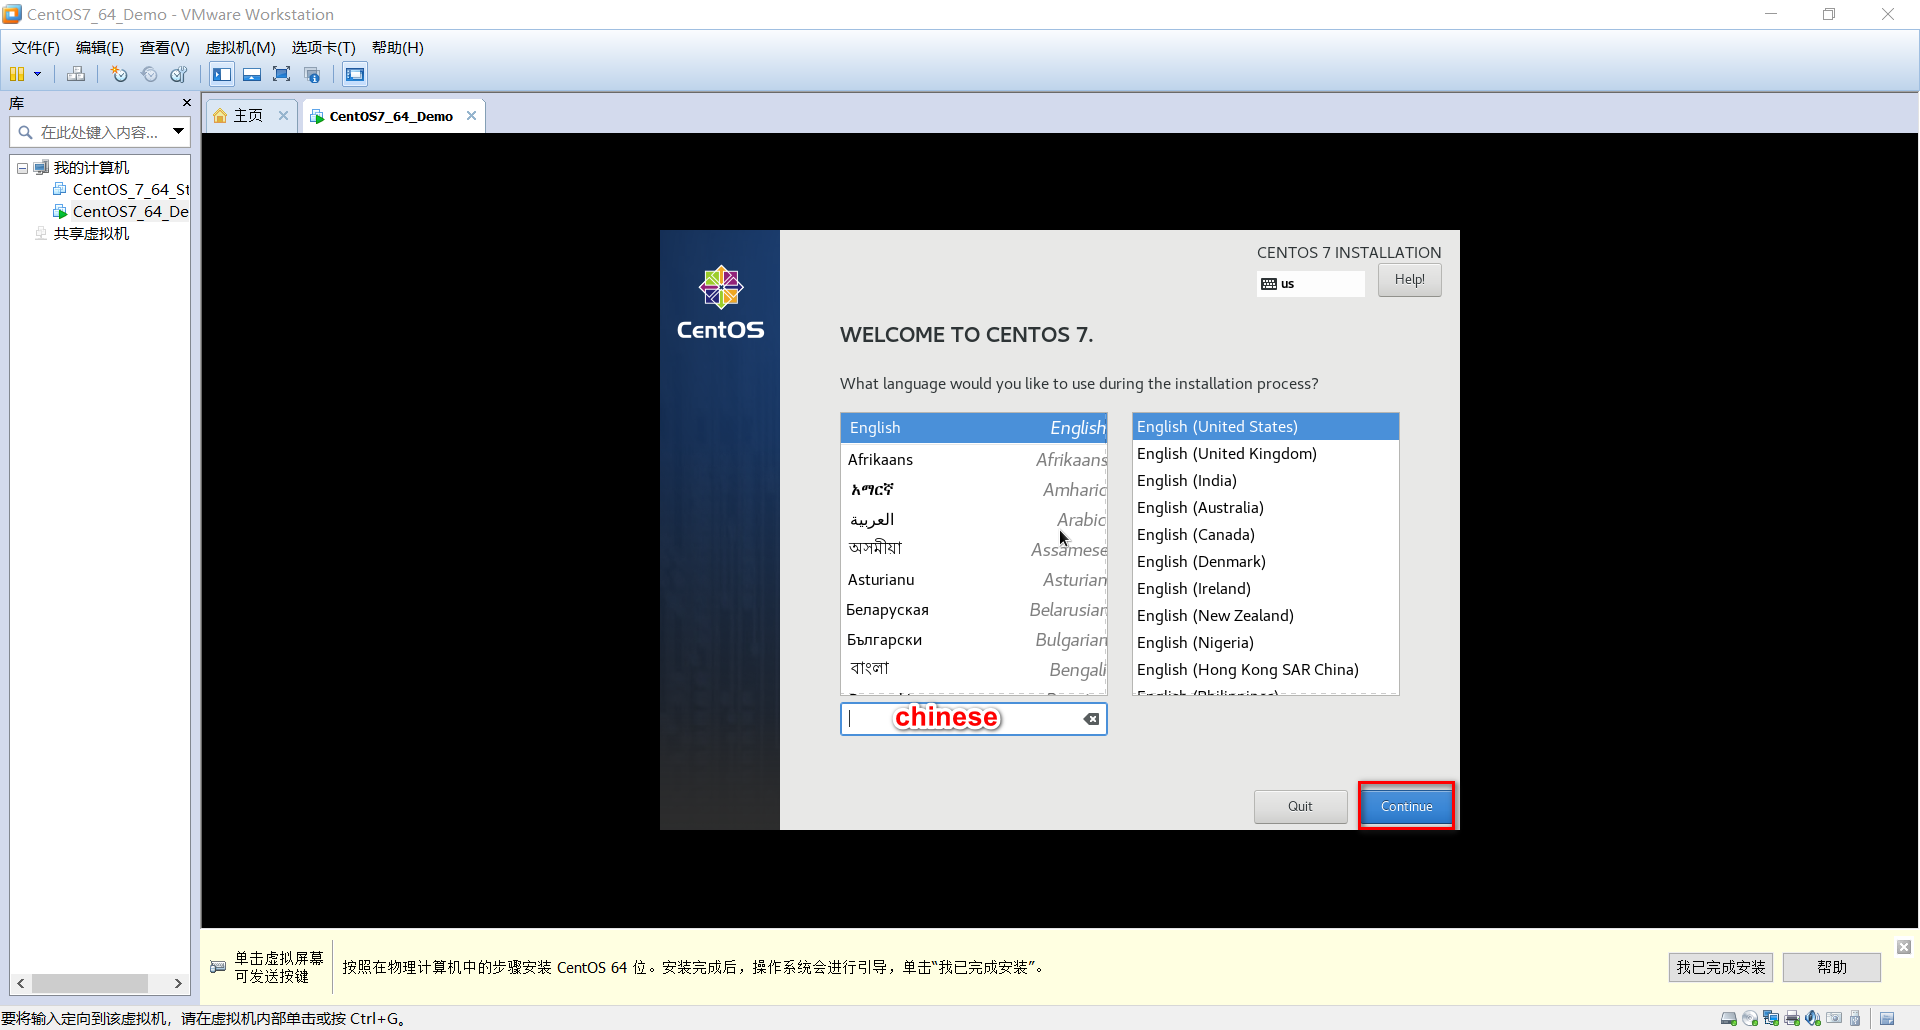 CentOS7_64_Demo - VMware Workstation
文件(F) 编辑(E) 查看(V) 虚拟机(M) 选项卡(T) 帮助(H)
库
在此处键入内容...
我的计算机
CentOS_7_64_St
CentOS7_64_De
共享虚拟机
主页
CentOS7_64_Demo
CentOS
CENTOS 7 INSTALLATION
us
Help!
WELCOME TO CENTOS 7.
What language would you like to use during the installation process?
English English
Afrikaans Afrikaans
አማርኛ Amharic
العربية Arabic
অসমীয়া Assamese
Asturianu Asturian
Беларуская Belarusian
Български Bulgarian
বাংলা Bengali
English (United States)
English (United Kingdom)
English (India)
English (Australia)
English (Canada)
English (Denmark)
English (Ireland)
English (New Zealand)
English (Nigeria)
English (Hong Kong SAR China)
English (Philippines)
chinese
Quit
Continue
单击虚拟屏幕
可发送按键
按照在物理计算机中的步骤安装 CentOS 64 位。安装完成后，操作系统会进行引导，单击“我已完成安装”。
我已完成安装
帮助
要将输入定向到该虚拟机，请在虚拟机内部单击或按 Ctrl+G。